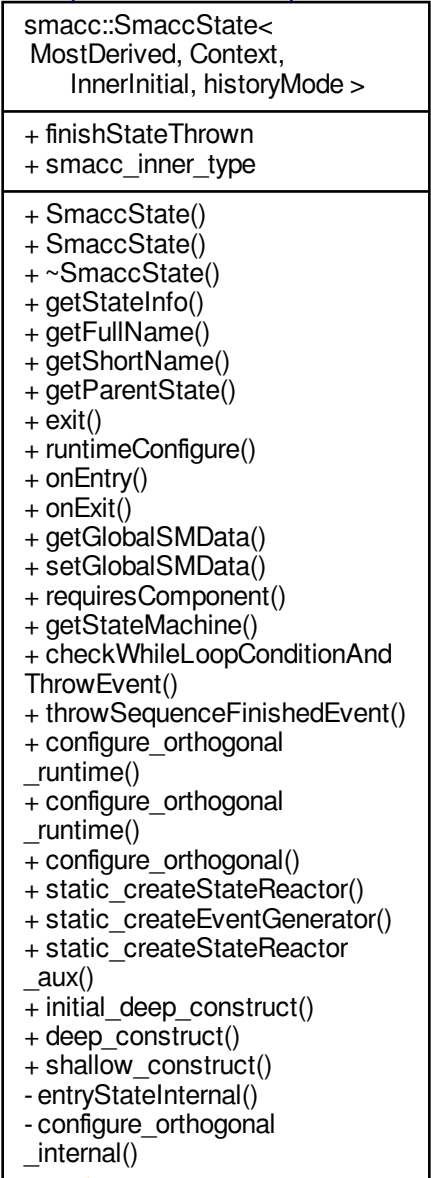 smacc::SmaccState<
MostDerived, Context,
InnerInitial, historyMode >
+ finishStateThrown
+ smacc_inner_type
+ SmaccState()
+ SmaccState()
+ ~SmaccState()
+ getStateInfo()
+ getFullName()
+ getShortName()
+ getParentState()
+ exit()
+ runtimeConfigure()
+ onEntry()
+ onExit()
+ getGlobalSMData()
+ setGlobalSMData()
+ requiresComponent()
+ getStateMachine()
+ checkWhileLoopConditionAnd
ThrowEvent()
+ throwSequenceFinishedEvent()
+ configure_orthogonal
_runtime()
+ configure_orthogonal
_runtime()
+ configure_orthogonal()
+ static_createStateReactor()
+ static_createEventGenerator()
+ static_createStateReactor
_aux()
+ initial_deep_construct()
+ deep_construct()
+ shallow_construct()
- entryStateInternal()
- configure_orthogonal
_internal()